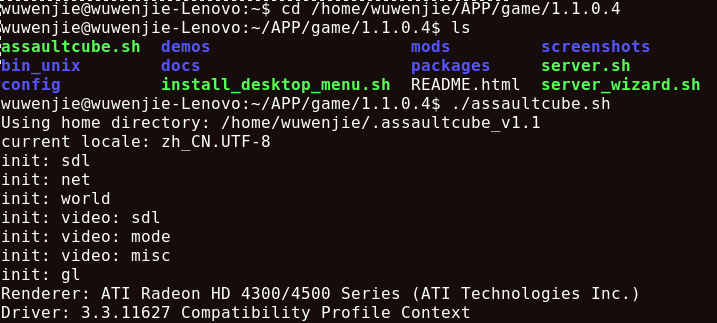 wuwenjie@wuwenjie-Lenovo:~$ cd /home/wuwenjie/APP/game/1.1.0.4
wuwenjie@wuwenjie-Lenovo:~/APP/game/1.1.0.4$ ls
assaultcube.sh  demos                    mods      screenshots
bin_unix        docs                     packages  server.sh
config          install_desktop_menu.sh  README.html  server_wizard.sh
wuwenjie@wuwenjie-Lenovo:~/APP/game/1.1.0.4$ ./assaultcube.sh
Using home directory: /home/wuwenjie/.assaultcube_v1.1
current locale: zh_CN.UTF-8
init: sdl
init: net
init: world
init: video: sdl
init: video: mode
init: video: misc
init: gl
Renderer: ATI Radeon HD 4300/4500 Series (ATI Technologies Inc.)
Driver: 3.3.11627 Compatibility Profile Context